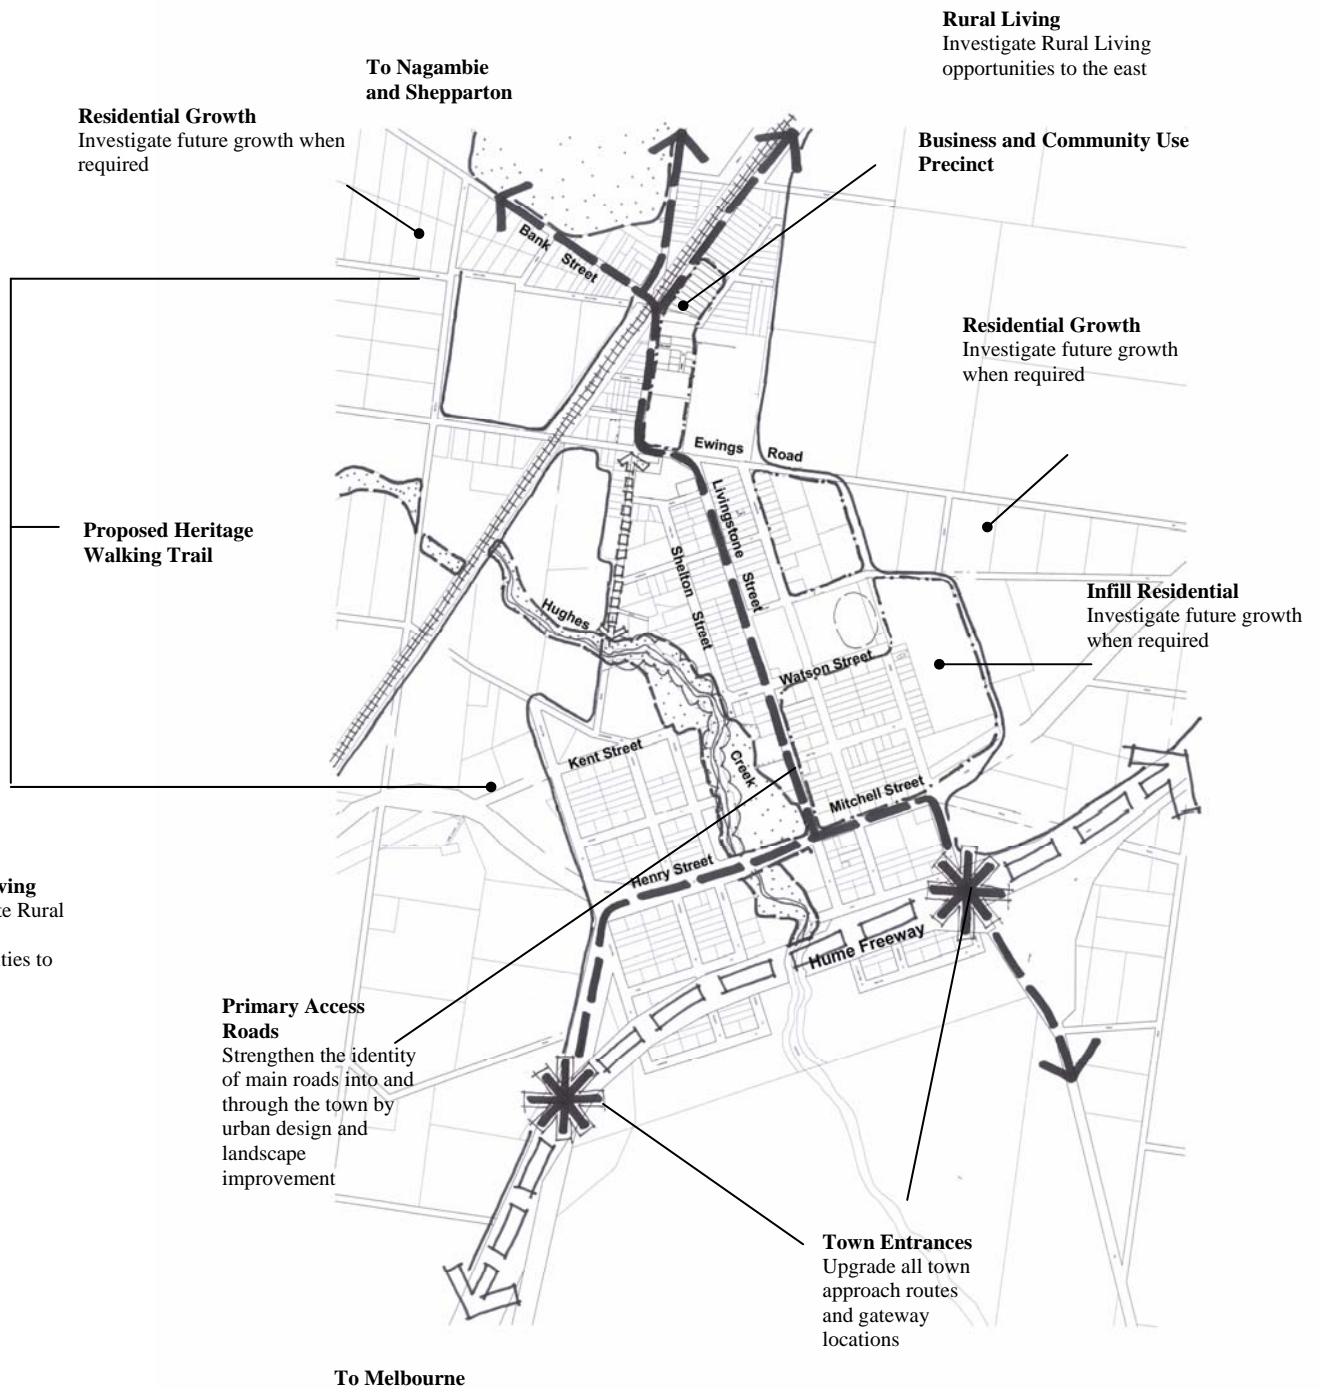 Rural Living
Investigate Rural Living
opportunities to the east
To Nagambie
and Shepparton
Residential Growth
Investigate future growth when
required
Business and Community Use
Precinct
Bank
Street
Residential Growth
Investigate future growth
when required
Ewings Road
Livingstone
Street
Shelton
Street
Proposed Heritage
Walking Trail
Hughes
Creek
Infill Residential
Investigate future growth
when required
Watson Street
Kent Street
Mitchell Street
Henry Street
ving
te Rural
ties to
Hume Freeway
Primary Access
Roads
Strengthen the identity
of main roads into and
through the town by
urban design and
landscape
improvement
Town Entrances
Upgrade all town
approach routes
and gateway
locations
To Melbourne